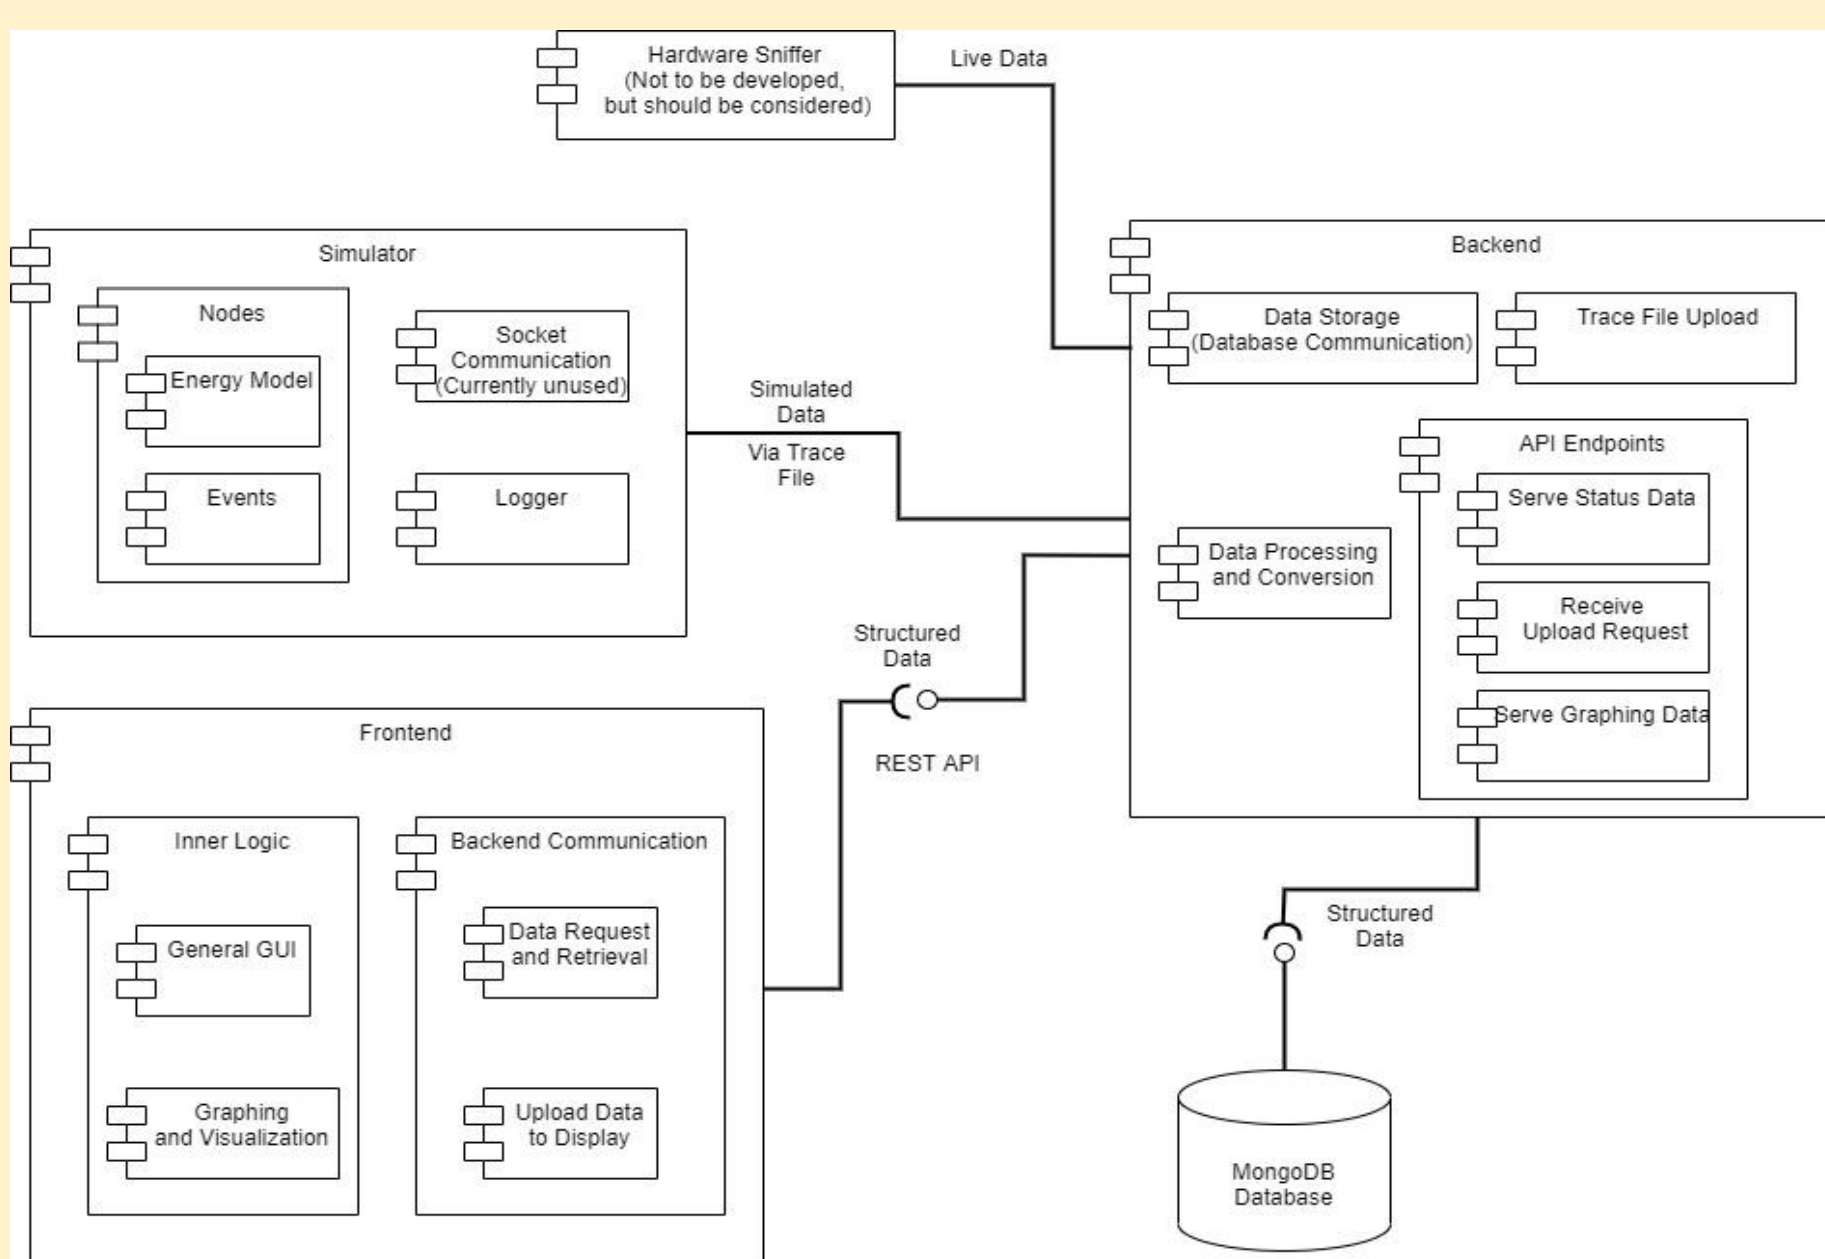 Hardware Sniffer
(Not to be developed,
but should be considered)
Live Data
Simulator
Nodes
Energy Model
Events
Socket
Communication
(Currently unused)
Logger
Simulated
Data
Via Trace
File
Backend
Data Storage
(Database Communication)
Trace File Upload
API Endpoints
Serve Status Data
Receive
Upload Request
Serve Graphing Data
Data Processing
and Conversion
Structured
Data
REST API
Frontend
Inner Logic
General GUI
Graphing
and Visualization
Backend Communication
Data Request
and Retrieval
Upload Data
to Display
Structured
Data
MongoDB
Database